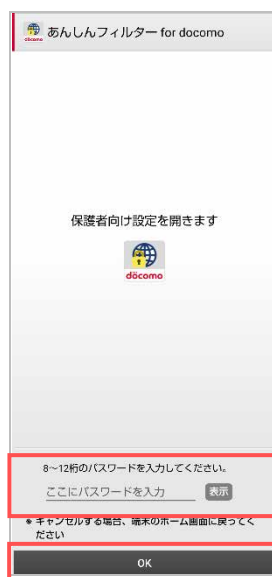 あんしんフィルター for docomo
docomo
保護者向け設定を開きます
döcomo
8～12桁のパスワードを入力してください。
ここにパスワードを入力 表示
※ キャンセルする場合、端末のホーム画面に戻ってく
ださい
OK